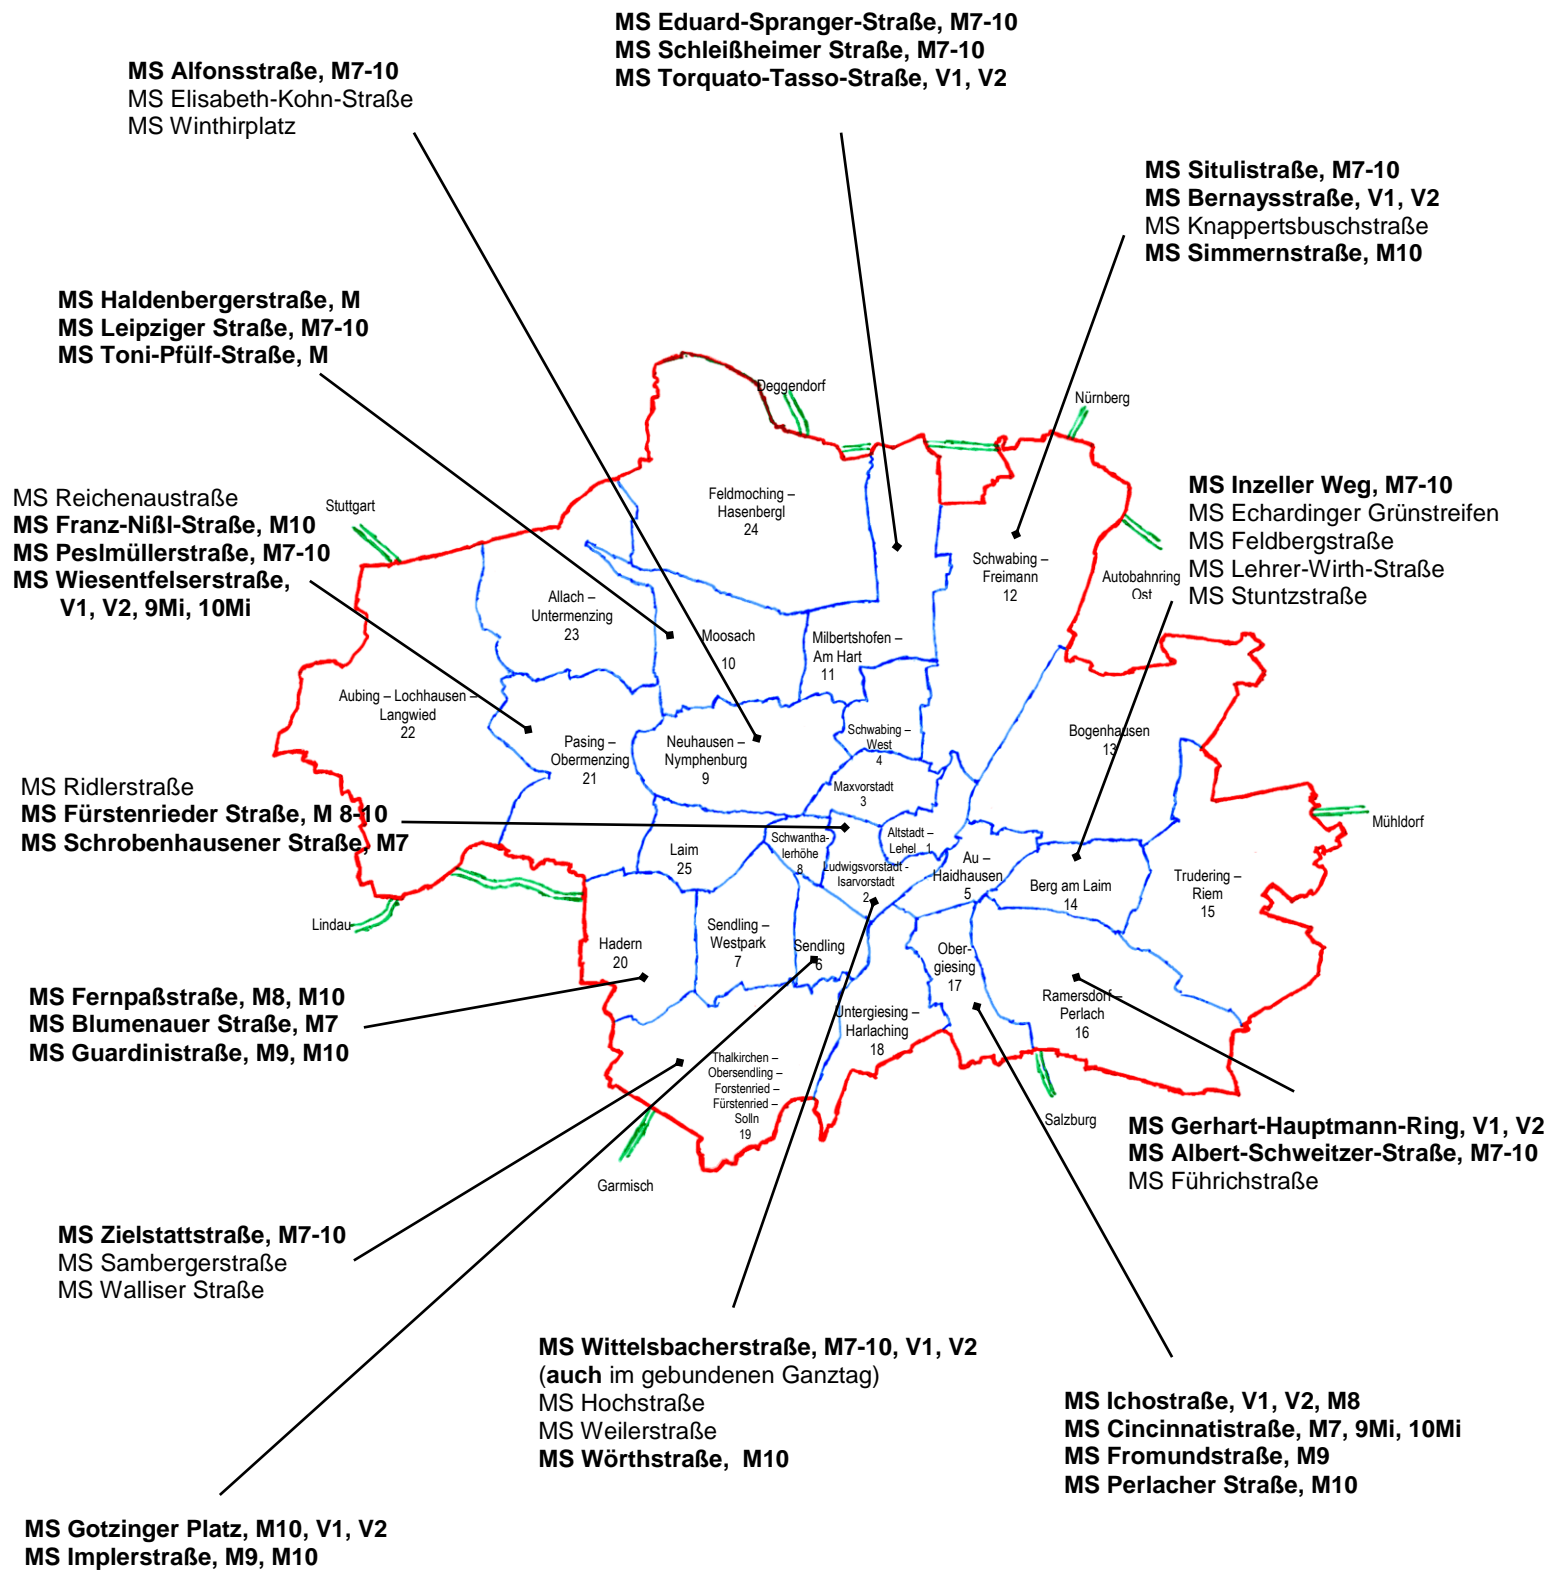 MS Eduard-Spranger-Straße, M7-10
MS Schleißheimer Straße, M7-10
MS Torquato-Tasso-Straße, V1, V2
MS Alfonsstraße, M7-10
MS Elisabeth-Kohn-Straße
MS Winthirplatz
MS Situlistraße, M7-10
MS Bernaysstraße, V1, V2
MS Knappertsbuschstraße
MS Simmernstraße, M10
MS Haldenbergerstraße, M
MS Leipziger Straße, M7-10
MS Toni-Pfülf-Straße, M
Deggendorf
Nürnberg
MS Reichenaustraße
MS Franz-Nißl-Straße, M10
MS Peslmüllerstraße, M7-10
MS Wiesentfelserstraße,
V1, V2, 9Mi, 10Mi
Stuttgart
Feldmoching –
Hasenbergl
24
MS Inzeller Weg, M7-10
MS Echardinger Grünstreifen
MS Feldbergstraße
MS Lehrer-Wirth-Straße
MS Stuntzstraße
Schwabing –
Freimann
12
Autobahnring
Ost
Allach –
Untermenzing
23
Moosach
10
Milbertshofen –
Am Hart
11
Aubing – Lochhausen –
Langwied
22
Pasing –
Obermenzing
21
Neuhausen –
Nymphenburg
9
Schwabing –
West
4
Bogenhausen
13
MS Ridlerstraße
MS Fürstenrieder Straße, M 8-10
MS Schrobenhausener Straße, M7
Maxvorstadt
3
Mühldorf
Laim
25
Schwantha-
lerhöhe
8
Altstadt –
Lehel 1
Ludwigsvorstadt -
Isarvorstadt
2
Au –
Haidhausen
5
Berg am Laim
14
Trudering –
Riem
15
Lindau
Hadern
20
Sendling –
Westpark
7
Sendling
6
Ober-
giesing
17
Ramersdorf –
Perlach
16
MS Fernpaßstraße, M8, M10
MS Blumenauer Straße, M7
MS Guardinistraße, M9, M10
Untergiesing –
Harlaching
18
Thalkirchen –
Obersendling –
Forstenried –
Fürstenried –
Solln
19
Salzburg
Garmisch
MS Gerhart-Hauptmann-Ring, V1, V2
MS Albert-Schweitzer-Straße, M7-10
MS Führichstraße
MS Zielstattstraße, M7-10
MS Sambergerstraße
MS Walliser Straße
MS Wittelsbacherstraße, M7-10, V1, V2
(auch im gebundenen Ganztag)
MS Hochstraße
MS Weilerstraße
MS Wörthstraße, M10
MS Ichostraße, V1, V2, M8
MS Cincinnatistraße, M7, 9Mi, 10Mi
MS Fromundstraße, M9
MS Perlacher Straße, M10
MS Gotzinger Platz, M10, V1, V2
MS Implerstraße, M9, M10